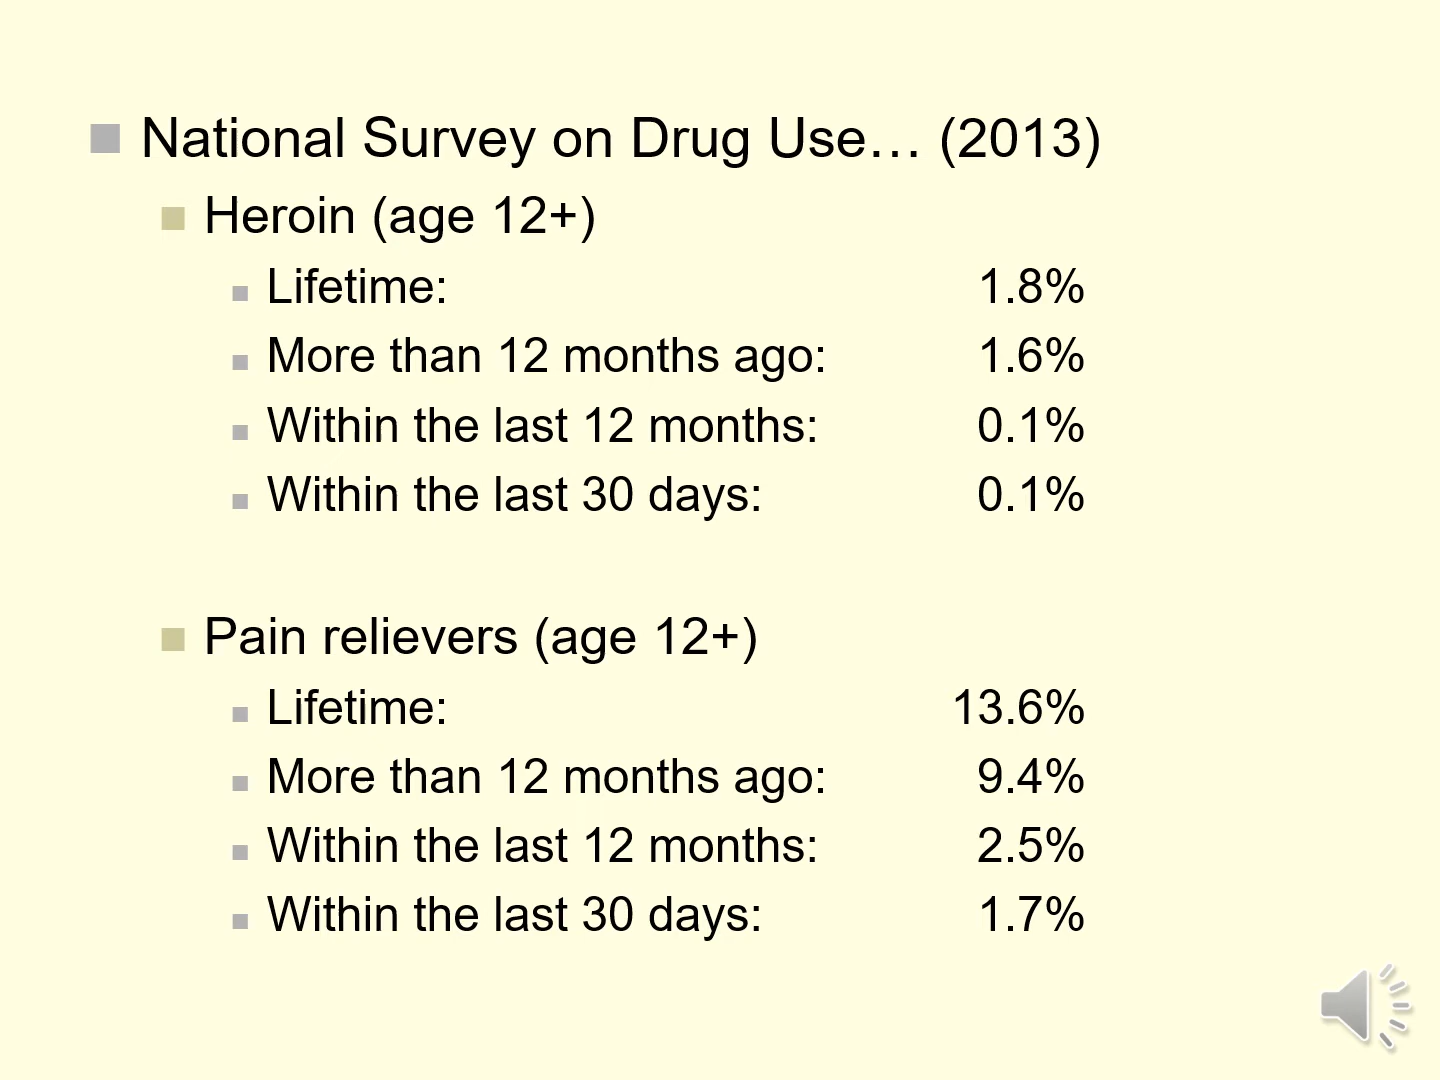 National Survey on Drug Use… (2013)
Heroin (age 12+)
Lifetime: 1.8%
More than 12 months ago: 1.6%
Within the last 12 months: 0.1%
Within the last 30 days: 0.1%
Pain relievers (age 12+)
Lifetime: 13.6%
More than 12 months ago: 9.4%
Within the last 12 months: 2.5%
Within the last 30 days: 1.7%